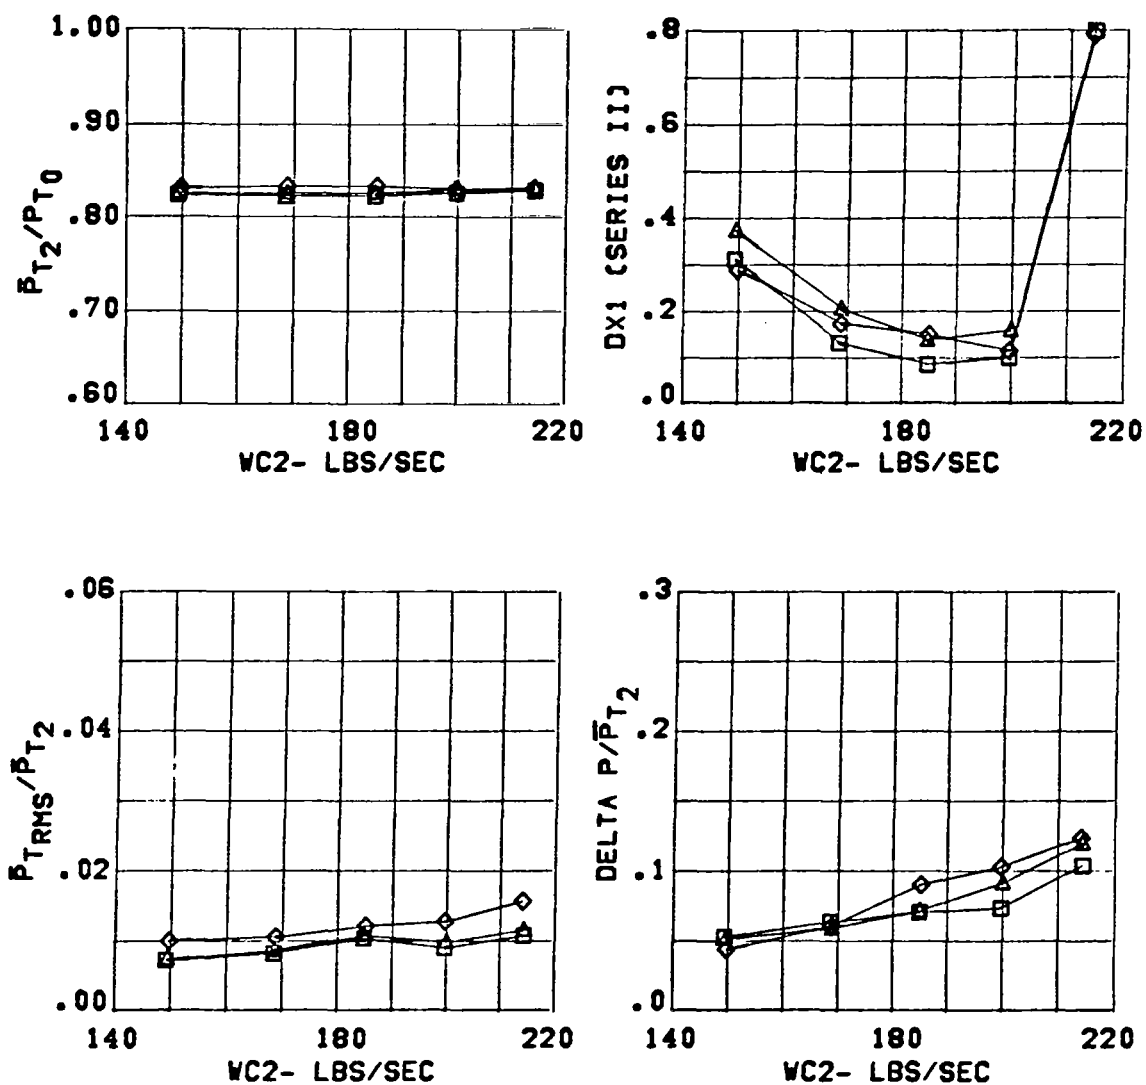 1.00
.90
.80
.70
.60
P̄T2/PT0
140 180 220
WC2- LBS/SEC
.8
.6
.4
.2
.0
DX1 (SERIES II)
140 180 220
WC2- LBS/SEC
.06
.04
.02
.00
P̄TRMS/P̄T2
140 180 220
WC2- LBS/SEC
.3
.2
.1
.0
DELTA P/P̄T2
140 180 220
WC2- LBS/SEC